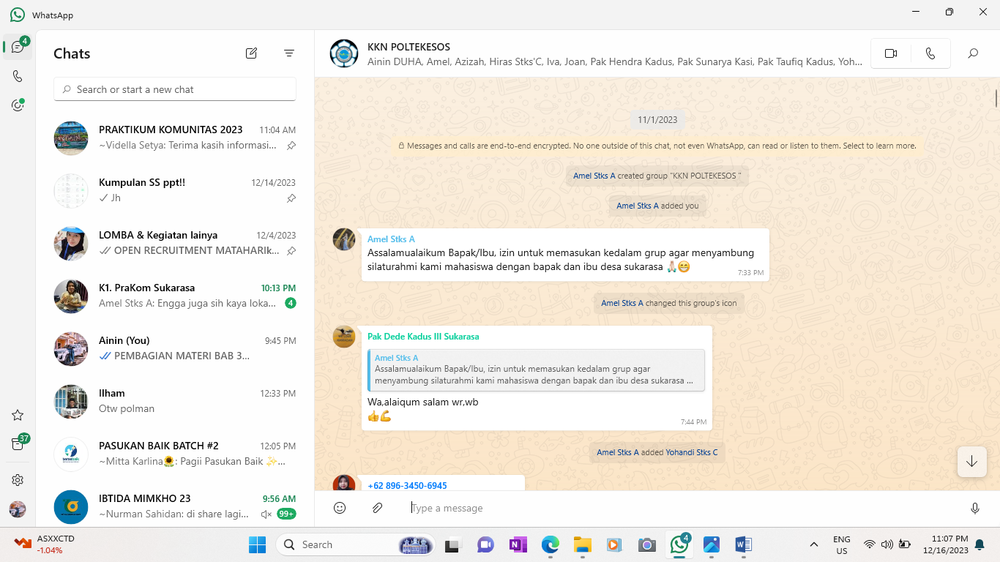 WhatsApp
4
Chats
Search or start a new chat
PRAKTIKUM KOMUNITAS 2023 11:04 AM
~Vidella Setya: Terima kasih informasi...
Kumpulan SS ppt!! 12/14/2023
Jh
LOMBA & Kegiatan lainya 12/4/2023
OPEN RECRUITMENT MATAHARIk...
K1. PraKom Sukarasa 10:13 PM
Amel Stks A: Engga juga sih kaya loka... 4
Ainin (You) 9:45 PM
PEMBAGIAN MATERI BAB 3...
Ilham 12:33 PM
Otw polman
PASUKAN BAIK BATCH #2 12:05 PM
~Mitta Karlina🌻: Pagii Pasukan Baik ✨...
37
IBTIDA MIMKHO 23 9:56 AM
~Nurman Sahidan: di share lagi... 99+
KKN POLTEKESOS
Ainin DUHA, Amel, Azizah, Hiras Stks'C, Iva, Joan, Pak Hendra Kadus, Pak Sunarya Kasi, Pak Taufiq Kadus, Yoh...
11/1/2023
Messages and calls are end-to-end encrypted. No one outside of this chat, not even WhatsApp, can read or listen to them. Select to learn more.
Amel Stks A created group "KKN POLTEKESOS "
Amel Stks A added you
Amel Stks A
Assalamualaikum Bapak/Ibu, izin untuk memasukan kedalam grup agar menyambung
silaturahmi kami mahasiswa dengan bapak dan ibu desa sukarasa 🙏🏻😁
7:33 PM
Amel Stks A changed this group's icon
Pak Dede Kadus III Sukarasa
Amel Stks A
Assalamualaikum Bapak/Ibu, izin untuk memasukan kedalam grup agar
menyambung silaturahmi kami mahasiswa dengan bapak dan ibu desa sukarasa ...
Wa,alaiqum salam wr,wb
👍💪
7:44 PM
Amel Stks A added Yohandi Stks C
+62 896-3450-6945
Type a message
ASXXCTD
-1.04%
Search
4
ENG
US
11:07 PM
12/16/2023